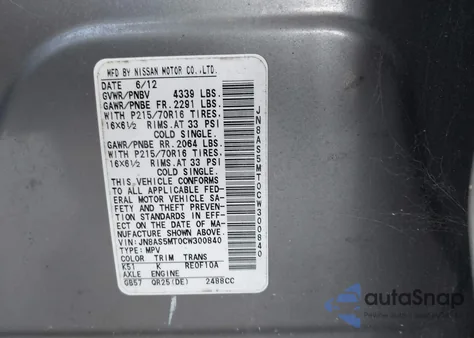 MFD BY NISSAN MOTOR CO.,LTD.
DATE 6/12
GVWR/PNBV 4339 LBS.
GAWR/PNBE FR. 2291 LBS.
WITH P215/70R16 TIRES.
16X6½ RIMS. AT 33 PSI
COLD SINGLE.
GAWR/PNBE RR. 2064 LBS.
WITH P215/70R16 TIRES.
16X6½ RIMS. AT 33 PSI
COLD SINGLE.
THIS VEHICLE CONFORMS
TO ALL APPLICABLE FED-
ERAL MOTOR VEHICLE SA-
FETY AND THEFT PREVEN-
TION STANDARDS IN EFF-
ECT ON THE DATE OF MA-
NUFACTURE SHOWN ABOVE.
VIN:JN8AS5MT0CW300840
TYPE:MPV
COLOR TRIM TRANS
K51 K RE0F10A
AXLE ENGINE
GB57 QR25(DE) 2488CC
JN8AS5MT0CW300840
autoSnap